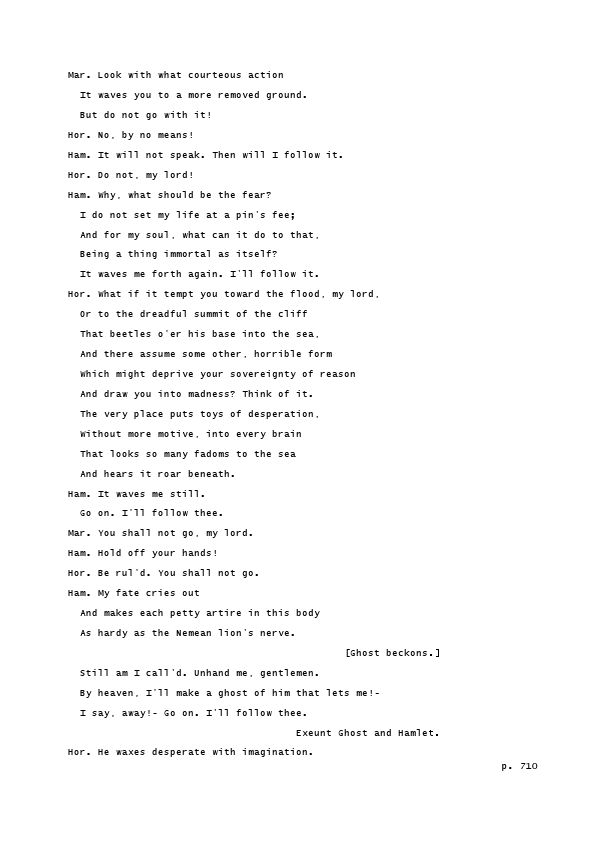 Mar. Look with what courteous action
It waves you to a more removed ground.
But do not go with it!
Hor. No, by no means!
Ham. It will not speak. Then will I follow it.
Hor. Do not, my lord!
Ham. Why, what should be the fear?
I do not set my life at a pin's fee;
And for my soul, what can it do to that,
Being a thing immortal as itself?
It waves me forth again. I'll follow it.
Hor. What if it tempt you toward the flood, my lord,
Or to the dreadful summit of the cliff
That beetles o'er his base into the sea,
And there assume some other, horrible form
Which might deprive your sovereignty of reason
And draw you into madness? Think of it.
The very place puts toys of desperation,
Without more motive, into every brain
That looks so many fadoms to the sea
And hears it roar beneath.
Ham. It waves me still.
Go on. I'll follow thee.
Mar. You shall not go, my lord.
Ham. Hold off your hands!
Hor. Be rul'd. You shall not go.
Ham. My fate cries out
And makes each petty artire in this body
As hardy as the Nemean lion's nerve.
[Ghost beckons.]
Still am I call'd. Unhand me, gentlemen.
By heaven, I'll make a ghost of him that lets me!-
I say, away!- Go on. I'll follow thee.
Exeunt Ghost and Hamlet.
Hor. He waxes desperate with imagination.
p. 710